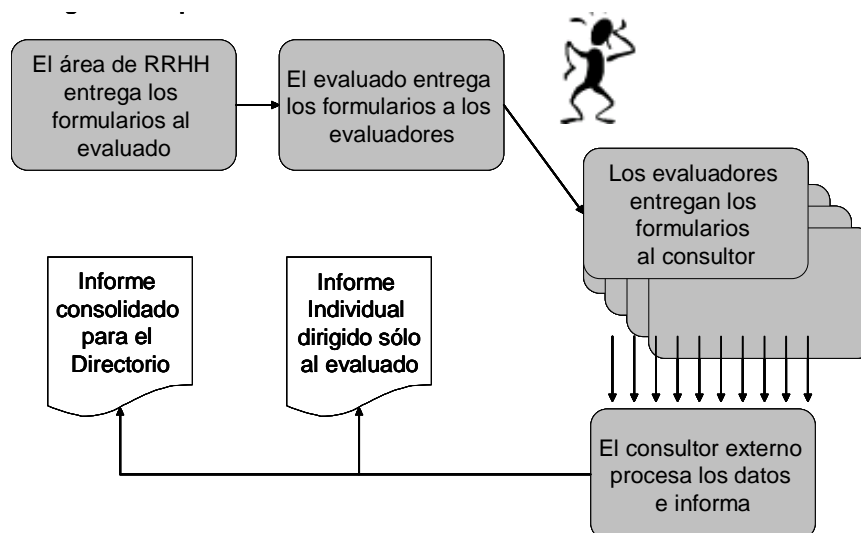 El área de RRHH
entrega los
formularios al
evaluado
El evaluado entrega
los formularios a los
evaluadores
Los evaluadores
entregan los
formularios
al consultor
Informe
consolidado
para el
Directorio
Informe
Individual
dirigido sólo
al evaluado
El consultor externo
procesa los datos
e informa